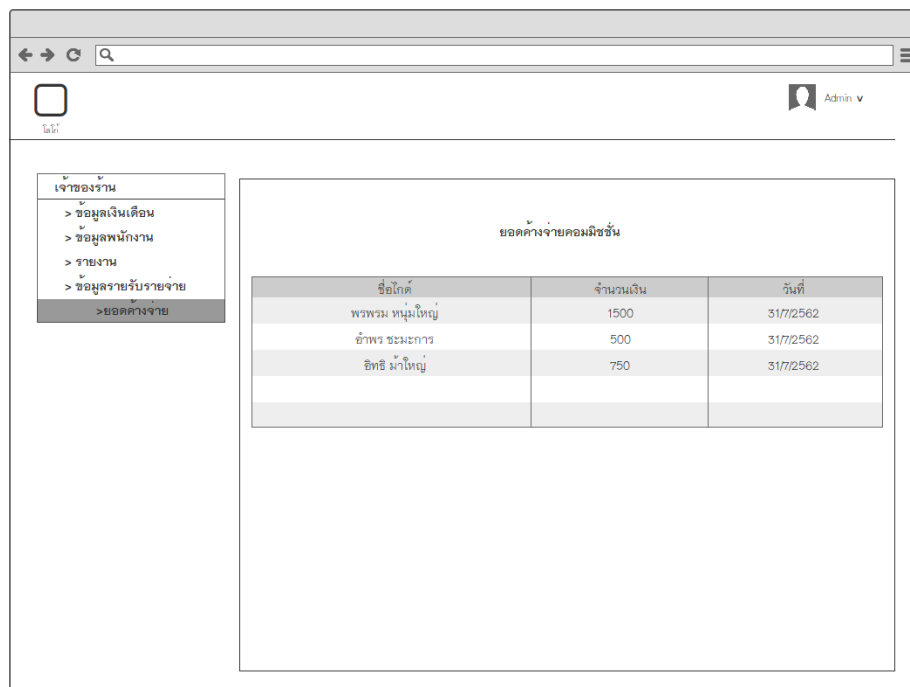 Admin v
โลโก้
เจ้าของร้าน
> ข้อมูลเงินเดือน
> ข้อมูลพนักงาน
> รายงาน
> ข้อมูลรายรับรายจ่าย
>ยอดค้างจ่าย
ยอดค้างจ่ายคอมมิชชั่น
ชื่อไกด์ จำนวนเงิน วันที่
พรพรม หนุ่มใหญ่ 1500 31/7/2562
อำพร ชะมะการ 500 31/7/2562
อิทธิ ม้าใหญ่ 750 31/7/2562